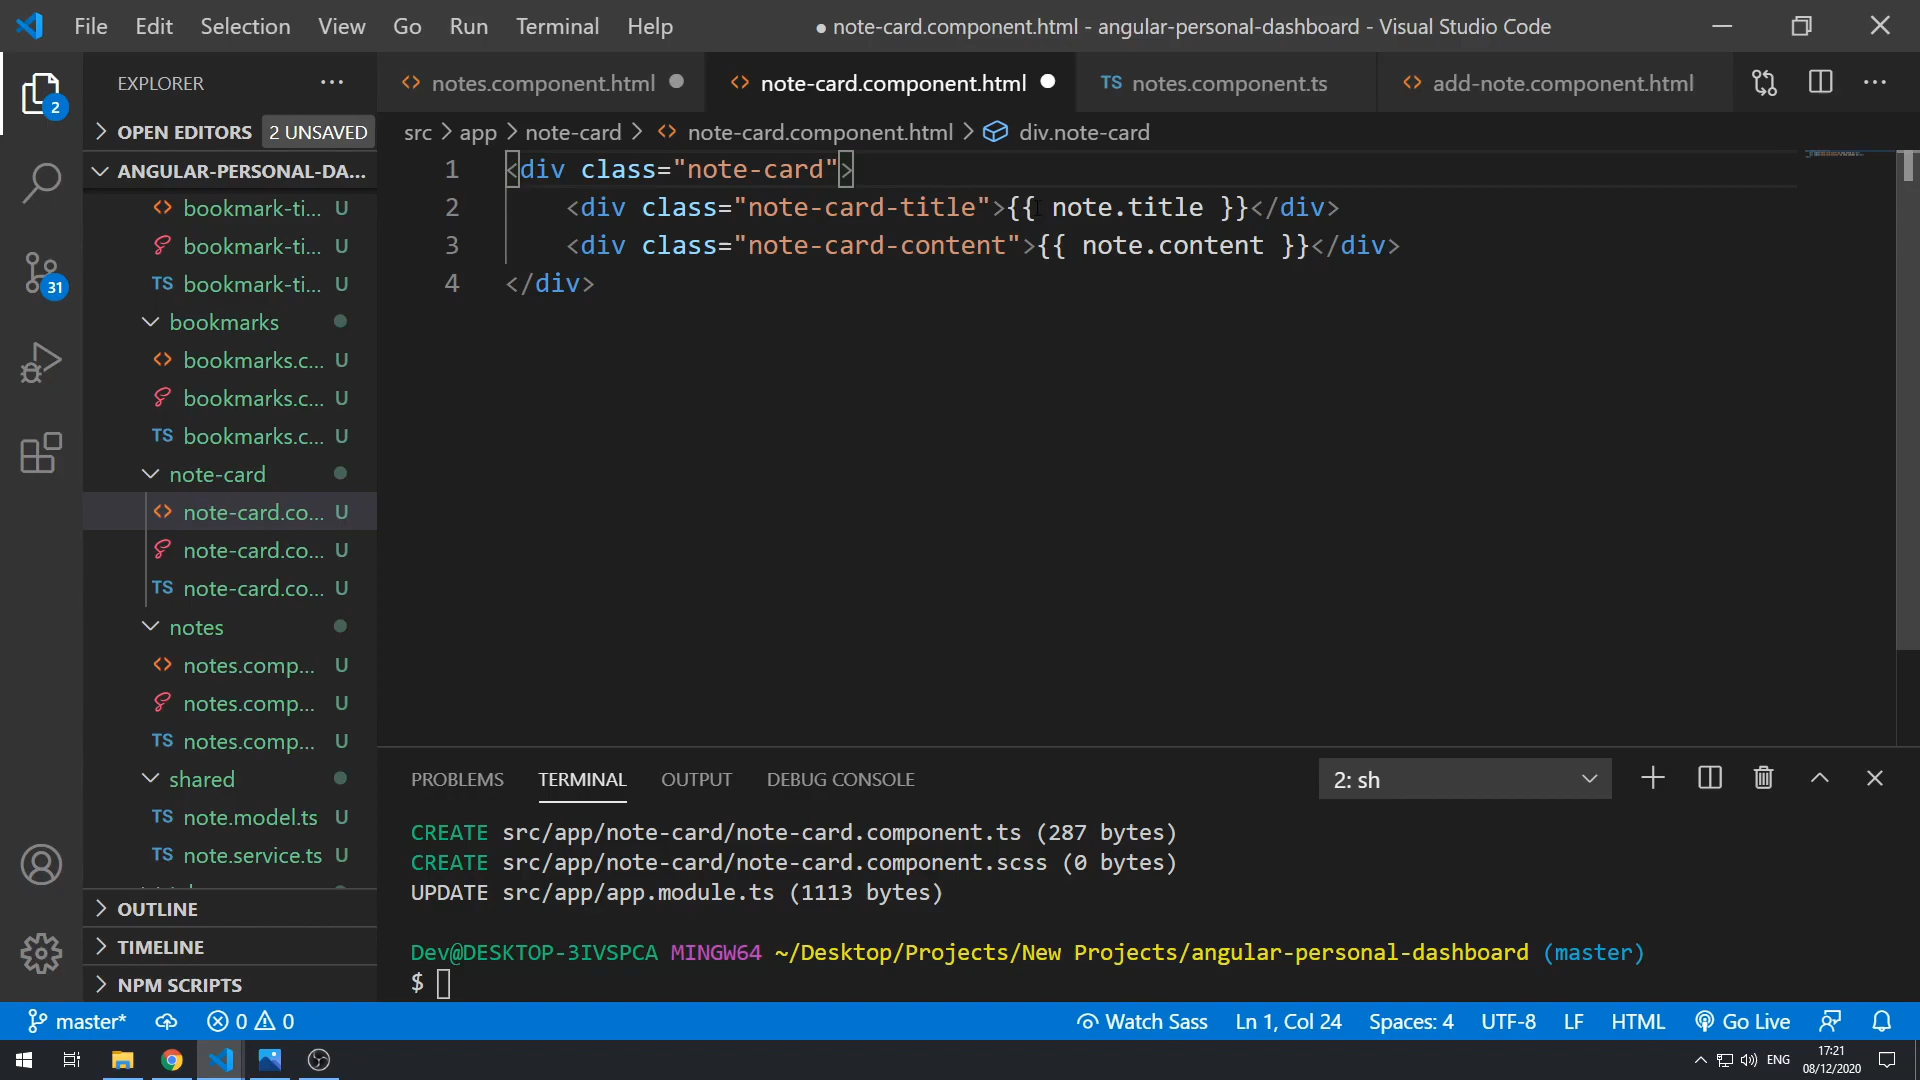 File Edit Selection View Go Run Terminal Help
● note-card.component.html - angular-personal-dashboard - Visual Studio Code
EXPLORER
notes.component.html
note-card.component.html
TS notes.component.ts
add-note.component.html
OPEN EDITORS 2 UNSAVED
src > app > note-card > note-card.component.html > div.note-card
ANGULAR-PERSONAL-DA...
bookmark-ti... U
bookmark-ti... U
TS bookmark-ti... U
bookmarks
bookmarks.c... U
bookmarks.c... U
TS bookmarks.c... U
note-card
note-card.co... U
note-card.co... U
TS note-card.co... U
notes
notes.comp... U
notes.comp... U
TS notes.comp... U
shared
TS note.model.ts U
TS note.service.ts U
OUTLINE
TIMELINE
NPM SCRIPTS
2
31
1 <div class="note-card">
2 <div class="note-card-title">{{ note.title }}</div>
3 <div class="note-card-content">{{ note.content }}</div>
4 </div>
PROBLEMS TERMINAL OUTPUT DEBUG CONSOLE
2: sh
CREATE src/app/note-card/note-card.component.ts (287 bytes)
CREATE src/app/note-card/note-card.component.scss (0 bytes)
UPDATE src/app/app.module.ts (1113 bytes)
Dev@DESKTOP-3IVSPCA MINGW64 ~/Desktop/Projects/New Projects/angular-personal-dashboard (master)
$
master* 0 0
Watch Sass Ln 1, Col 24 Spaces: 4 UTF-8 LF HTML Go Live
ENG
17:21
08/12/2020